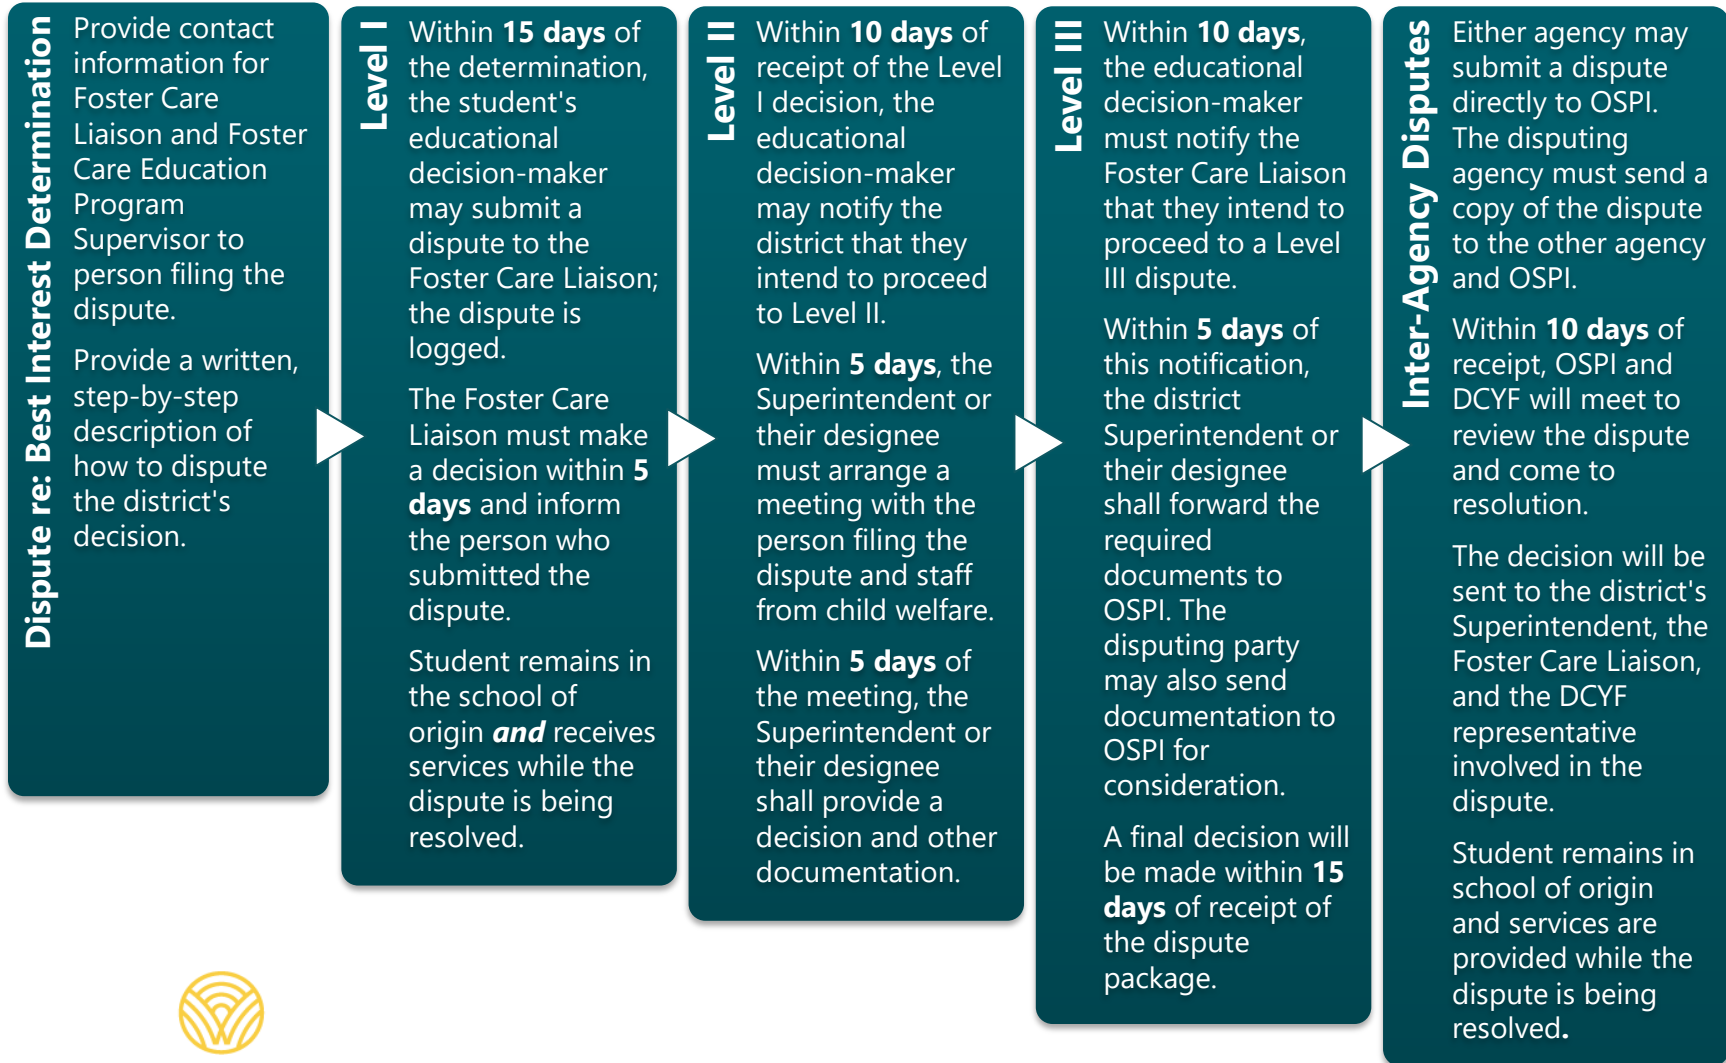 Dispute re: Best Interest Determination
Provide contact
information for
Foster Care
Liaison and Foster
Care Education
Program
Supervisor to
person filing the
dispute.
Provide a written,
step-by-step
description of
how to dispute
the district's
decision.
Level I
Within 15 days of
the determination,
the student's
educational
decision-maker
may submit a
dispute to the
Foster Care Liaison;
the dispute is
logged.
The Foster Care
Liaison must make
a decision within 5
days and inform
the person who
submitted the
dispute.
Student remains in
the school of
origin and receives
services while the
dispute is being
resolved.
Level II
Within 10 days of
receipt of the Level
I decision, the
educational
decision-maker
may notify the
district that they
intend to proceed
to Level II.
Within 5 days, the
Superintendent or
their designee
must arrange a
meeting with the
person filing the
dispute and staff
from child welfare.
Within 5 days of
the meeting, the
Superintendent or
their designee
shall provide a
decision and other
documentation.
Level III
Within 10 days,
the educational
decision-maker
must notify the
Foster Care Liaison
that they intend to
proceed to a Level
III dispute.
Within 5 days of
this notification,
the district
Superintendent or
their designee
shall forward the
required
documents to
OSPI. The
disputing party
may also send
documentation to
OSPI for
consideration.
A final decision will
be made within 15
days of receipt of
the dispute
package.
Inter-Agency Disputes
Either agency may
submit a dispute
directly to OSPI.
The disputing
agency must send a
copy of the dispute
to the other agency
and OSPI.
Within 10 days of
receipt, OSPI and
DCYF will meet to
review the dispute
and come to
resolution.
The decision will be
sent to the district's
Superintendent, the
Foster Care Liaison,
and the DCYF
representative
involved in the
dispute.
Student remains in
school of origin
and services are
provided while the
dispute is being
resolved.